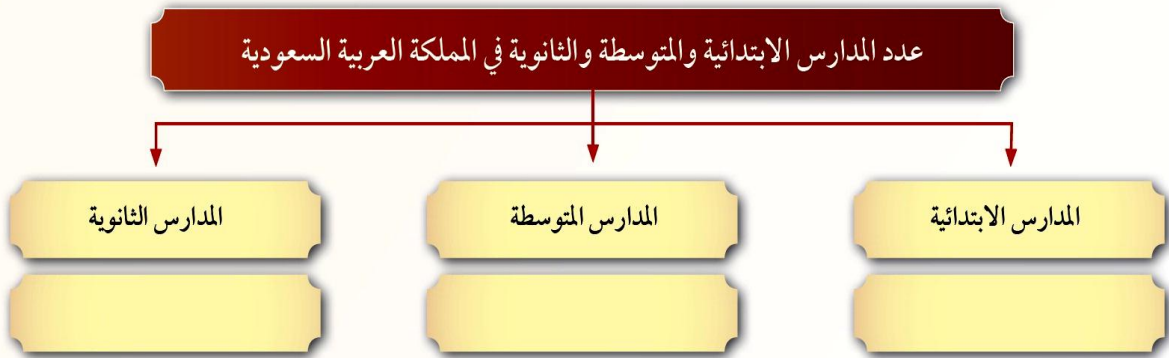 عدد المدارس الابتدائية والمتوسطة والثانوية في المملكة العربية السعودية
المدارس الابتدائية
المدارس المتوسطة
المدارس الثانوية